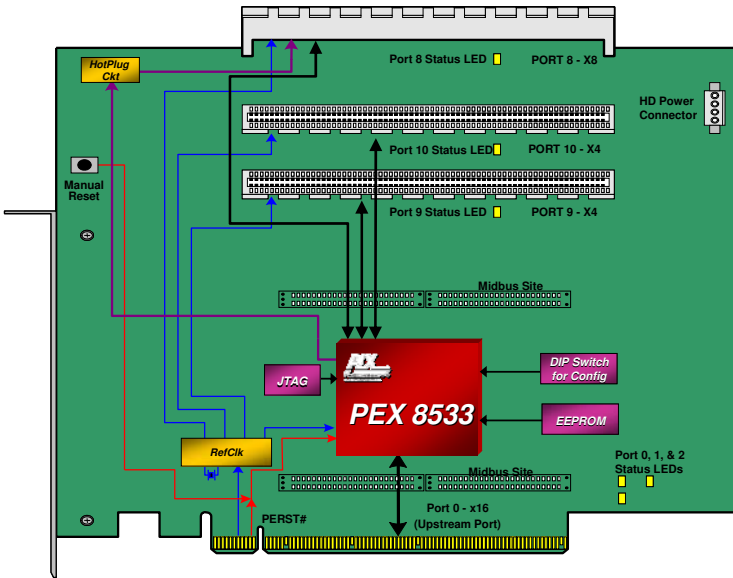 HotPlug
Ckt
Port 8 Status LED
PORT 8 - X8
HD Power
Connector
Port 10 Status LED
PORT 10 - X4
Manual
Reset
Port 9 Status LED
PORT 9 - X4
Midbus Site
PLX
JTAG
DIP Switch
for Config
PEX 8533
EEPROM
RefClk
Port 0, 1, & 2
Status LEDs
Midbus Site
Port 0 - x16
(Upstream Port)
PERST#